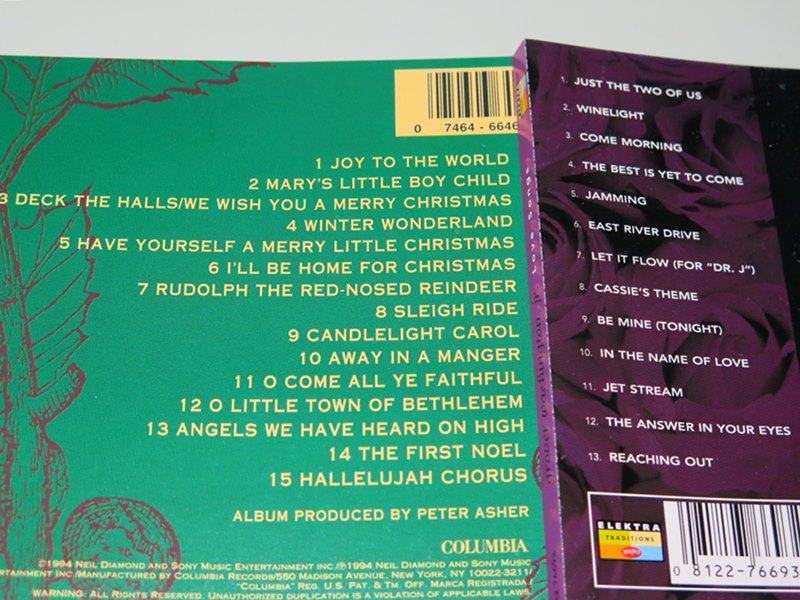 0 7464 - 6646
1 JOY TO THE WORLD
2 MARY'S LITTLE BOY CHILD
3 DECK THE HALLS/WE WISH YOU A MERRY CHRISTMAS
4 WINTER WONDERLAND
5 HAVE YOURSELF A MERRY LITTLE CHRISTMAS
6 I'LL BE HOME FOR CHRISTMAS
7 RUDOLPH THE RED-NOSED REINDEER
8 SLEIGH RIDE
9 CANDLELIGHT CAROL
10 AWAY IN A MANGER
11 O COME ALL YE FAITHFUL
12 O LITTLE TOWN OF BETHLEHEM
13 ANGELS WE HAVE HEARD ON HIGH
14 THE FIRST NOEL
15 HALLELUJAH CHORUS
ALBUM PRODUCED BY PETER ASHER
COLUMBIA
©1994 NEIL DIAMOND AND SONY MUSIC ENTERTAINMENT INC./℗1994 NEIL DIAMOND AND SONY MUSIC
ERTAINMENT INC/MANUFACTURED BY COLUMBIA RECORDS/550 MADISON AVENUE, NEW YORK, NY 10022-3211/
"COLUMBIA" REG. U.S. PAT. & TM. OFF. MARCA REGISTRADA
WARNING: ALL RIGHTS RESERVED. UNAUTHORIZED DUPLICATION IS A VIOLATION OF APPLICABLE LAWS.
grover washington, jr. Love Songs
1. JUST THE TWO OF US
2. WINELIGHT
3. COME MORNING
4. THE BEST IS YET TO COME
5. JAMMING
6. EAST RIVER DRIVE
7. LET IT FLOW (FOR "DR. J")
8. CASSIE'S THEME
9. BE MINE (TONIGHT)
10. IN THE NAME OF LOVE
11. JET STREAM
12. THE ANSWER IN YOUR EYES
13. REACHING OUT
ELEKTRA
TRADITIONS
RHINO
0 8122-76693